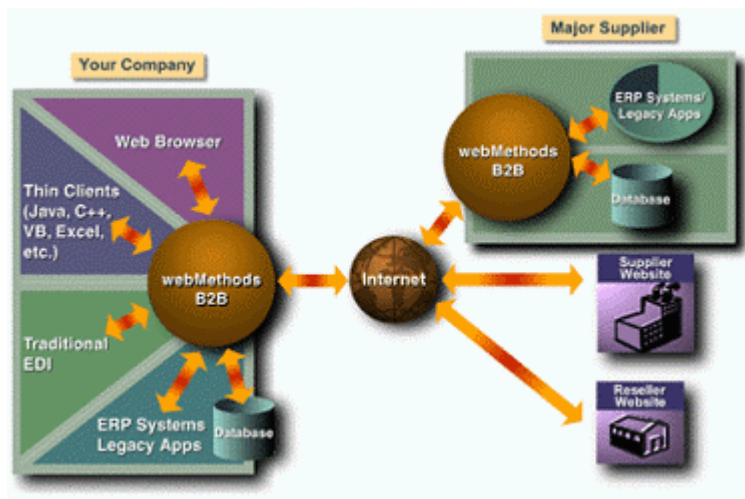 Your Company
Web Browser
Thin Clients
(Java, C++,
VB, Excel,
etc.)
webMethods
B2B
Traditional
EDI
ERP Systems
Legacy Apps
Database
Internet
Major Supplier
webMethods
B2B
ERP Systems/
Legacy Apps
Database
Supplier
Website
Reseller
Website